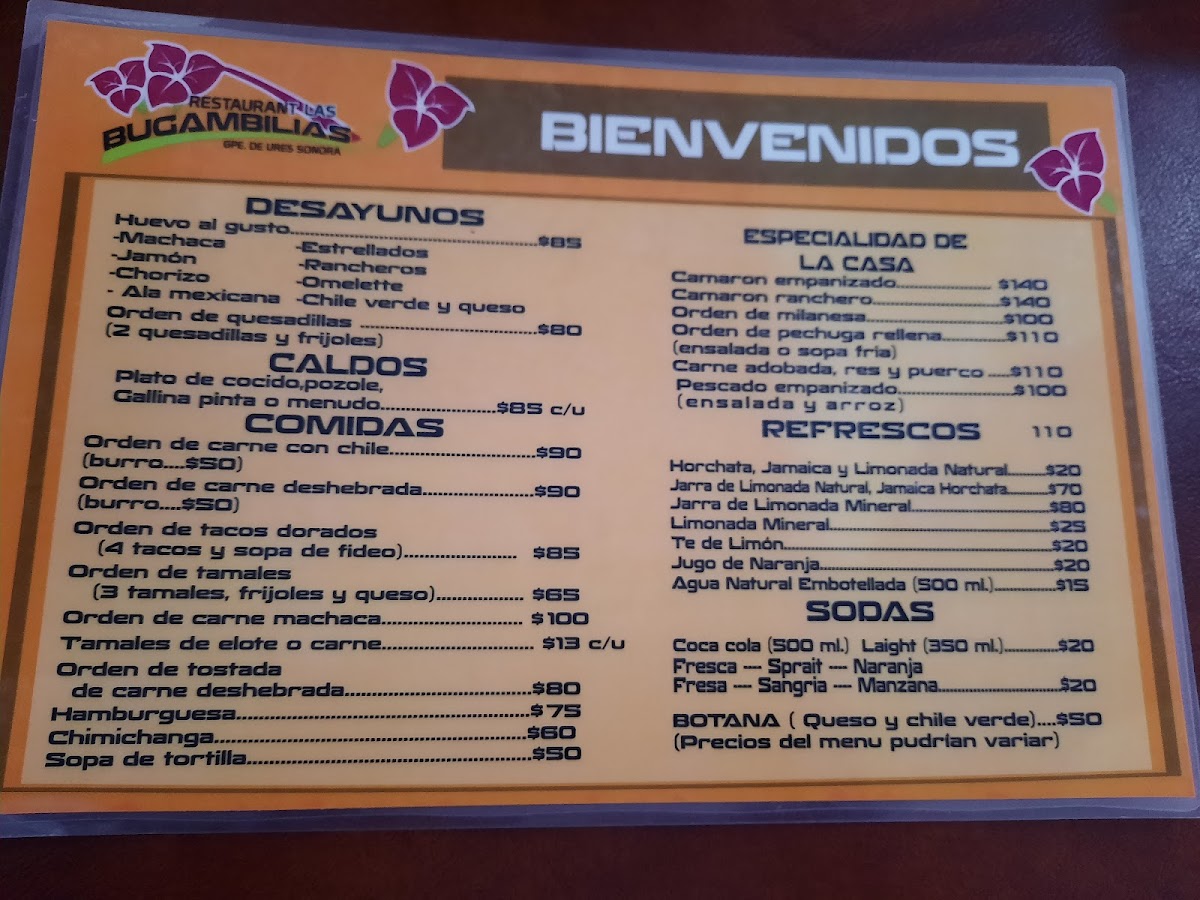 RESTAURANT LAS
BUGAMBILIAS
GPE. DE URES SONORA
BIENVENIDOS
DESAYUNOS
Huevo al gusto..........$85
-Machaca -Estrellados
-Jamón -Rancheros
-Chorizo -Omelette
- Ala mexicana -Chile verde y queso
Orden de quesadillas ..........$80
(2 quesadillas y frijoles)
CALDOS
Plato de cocido,pozole,
Gallina pinta o menudo..........$85 c/u
COMIDAS
Orden de carne con chile..........$90
(burro....$50)
Orden de carne deshebrada..........$90
(burro....$50)
Orden de tacos dorados
(4 tacos y sopa de fideo).......... $85
Orden de tamales
(3 tamales, frijoles y queso).......... $65
Orden de carne machaca.......... $100
Tamales de elote o carne.......... $13 c/u
Orden de tostada
de carne deshebrada..........$80
Hamburguesa..........$75
Chimichanga..........$60
Sopa de tortilla..........$50
ESPECIALIDAD DE
LA CASA
Camaron empanizado.......... $140
Camaron ranchero..........$140
Orden de milanesa..........$100
Orden de pechuga rellena..........$110
(ensalada o sopa fria)
Carne adobada, res y puerco .....$110
Pescado empanizado..........$100
(ensalada y arroz)
REFRESCOS 110
Horchata, Jamaica y Limonada Natural..........$20
Jarra de Limonada Natural, Jamaica Horchata..........$70
Jarra de Limonada Mineral..........$80
Limonada Mineral..........$25
Te de Limón..........$20
Jugo de Naranja..........$20
Agua Natural Embotellada (500 ml.)..........$15
SODAS
Coca cola (500 ml.) Laight (350 ml.)..........$20
Fresca --- Sprait --- Naranja
Fresa --- Sangria --- Manzana..........$20
BOTANA ( Queso y chile verde)....$50
(Precios del menu pudrían variar)